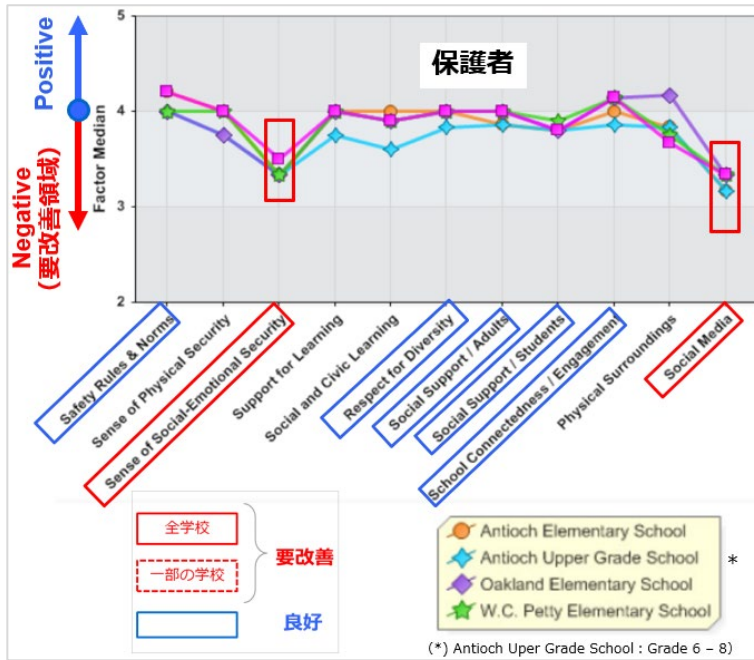 5
4
3
2
Factor Median
Positive
Negative
(要改善領域)
保護者
Safety Rules & Norms
Sense of Physical Security
Sense of Social-Emotional Security
Support for Learning
Social and Civic Learning
Respect for Diversity
Social Support / Adults
Social Support / Students
School Connectedness / Engagement
Physical Surroundings
Social Media
全学校
一部の学校
要改善
良好
Antioch Elementary School
Antioch Upper Grade School
*
Oakland Elementary School
W.C. Petty Elementary School
(*) Antioch Uper Grade School : Grade 6 – 8)